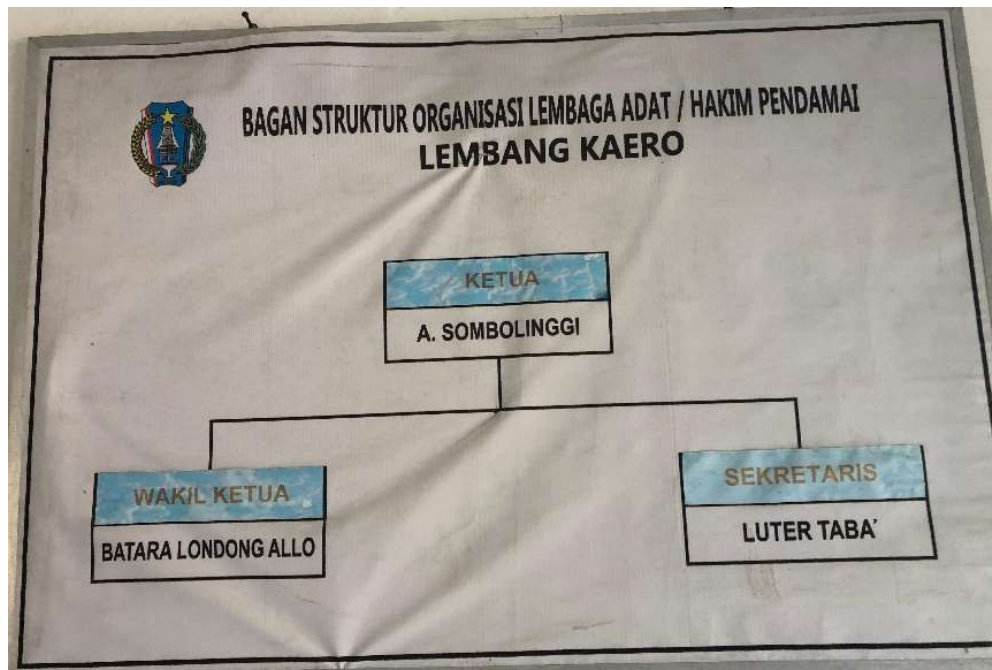 BAGAN STRUKTUR ORGANISASI LEMBAGA ADAT / HAKIM PENDAMAI
LEMBANG KAERO
KETUA
A. SOMBOLINGGI
WAKIL KETUA
BATARA LONDONG ALLO
SEKRETARIS
LUTER TABA'